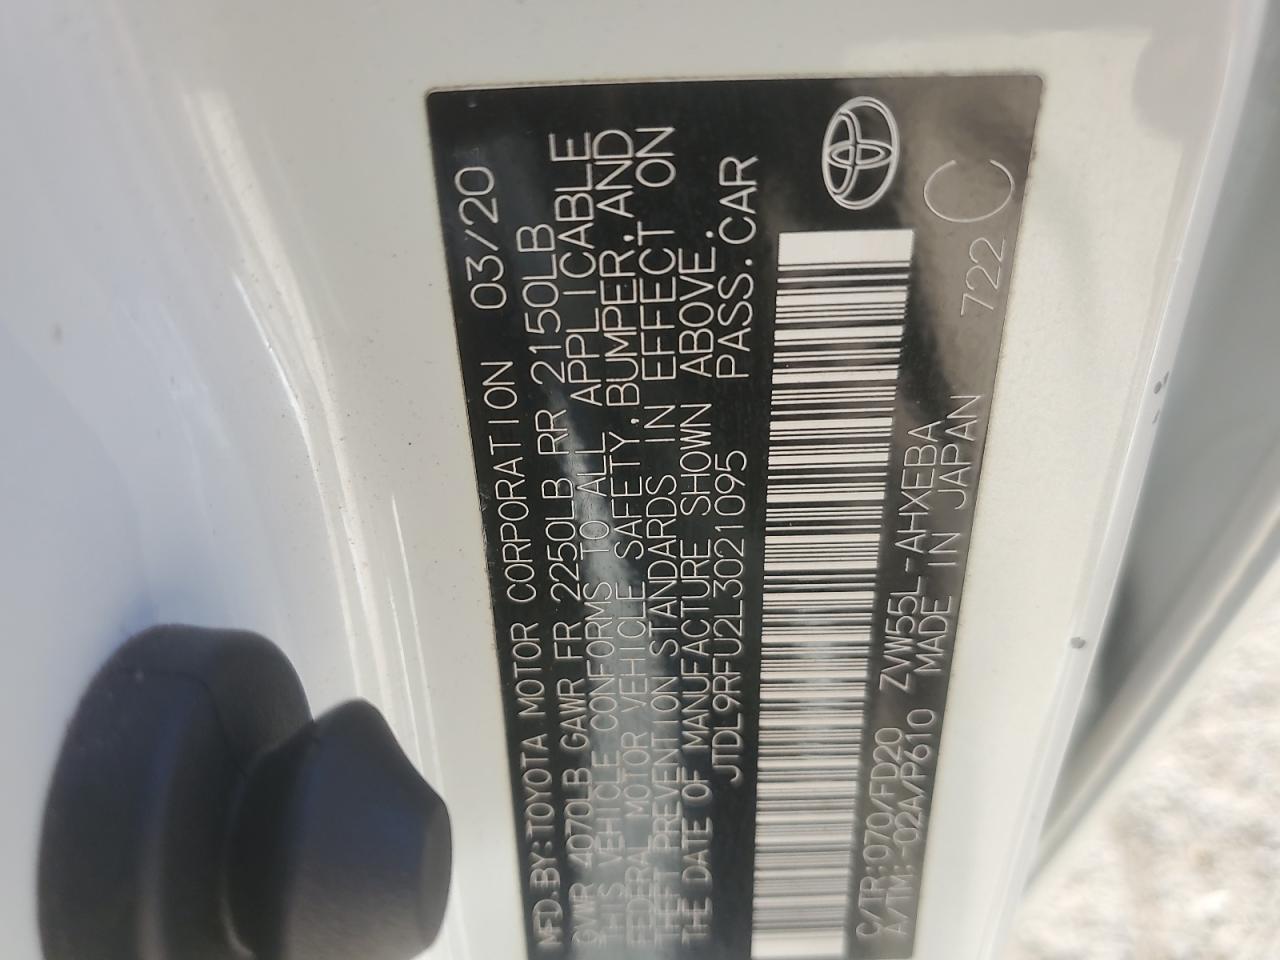 MFD.BY:TOYOTA MOTOR CORPORATION 03/20
GVWR 4070LB GAWR FR 2250LB RR 2150LB
THIS VEHICLE CONFORMS TO ALL APPLICABLE
FEDERAL MOTOR VEHICLE SAFETY,BUMPER,AND
THEFT PREVENTION STANDARDS IN EFFECT ON
THE DATE OF MANUFACTURE SHOWN ABOVE.
JTDL9RFU2L3021095 PASS.CAR
C/TR:070/FD20 ZVW55L-AHXEBA
A/TM:-02A/P610 MADE IN JAPAN 722 C